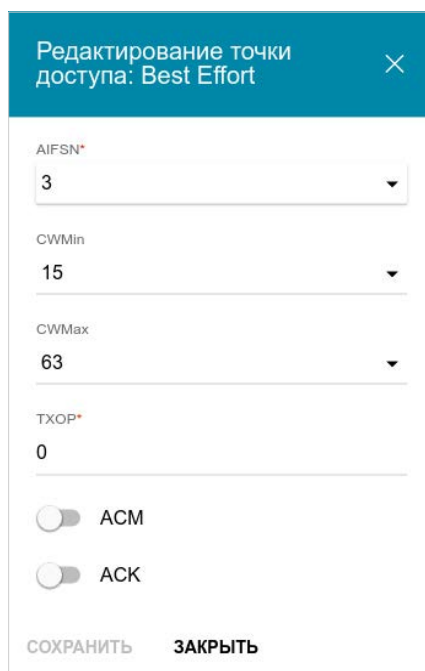 Редактирование точки
доступа: Best Effort
AIFSN*
3
CWMin
15
CWMax
63
TXOP*
0
ACM
ACK
СОХРАНИТЬ ЗАКРЫТЬ